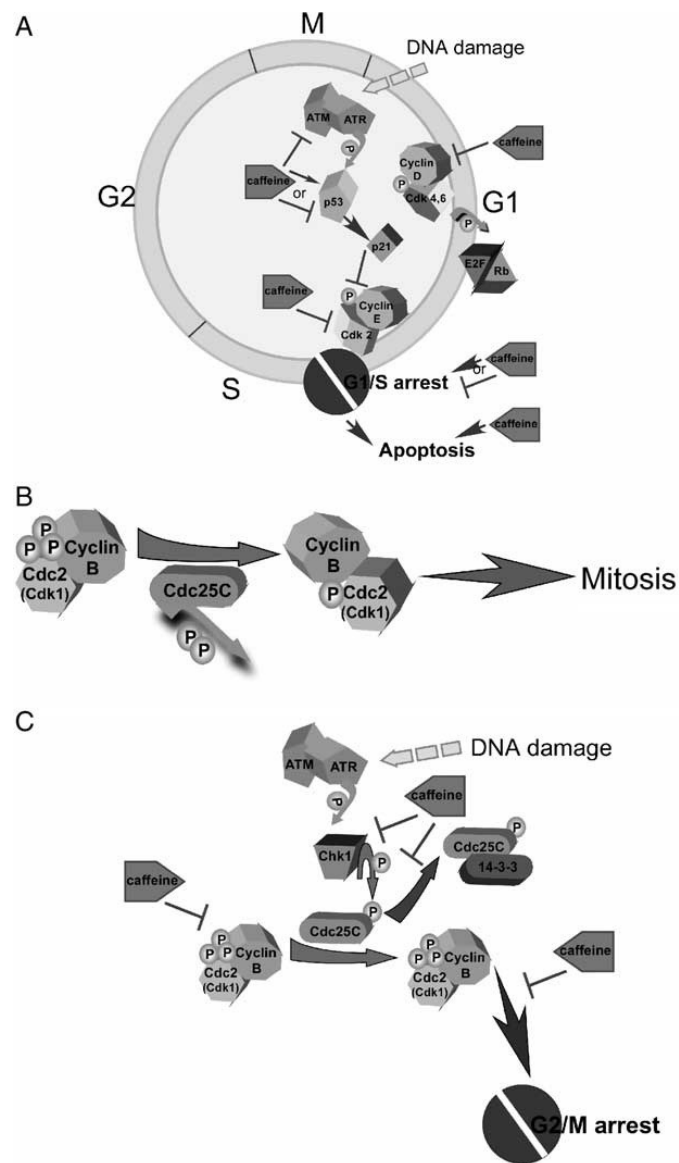 A
M
DNA damage
ATM
ATR
P
Cyclin
D
caffeine
P
Cdk 4,6
caffeine
or
p53
G2
G1
P
p21
E2F
Rb
caffeine
P
Cyclin
E
Cdk 2
S
G1/S arrest
caffeine
or
caffeine
Apoptosis
B
P
P
P
Cyclin
B
Cdc2
(Cdk1)
Cdc25C
P
P
Cyclin
B
P
Cdc2
(Cdk1)
Mitosis
C
DNA damage
ATM
ATR
P
caffeine
Chk1
P
P
Cdc25C
14-3-3
caffeine
P
Cdc25C
P
P
P
Cyclin
B
Cdc2
(Cdk1)
P
P
P
Cyclin
B
Cdc2
(Cdk1)
caffeine
G2/M arrest